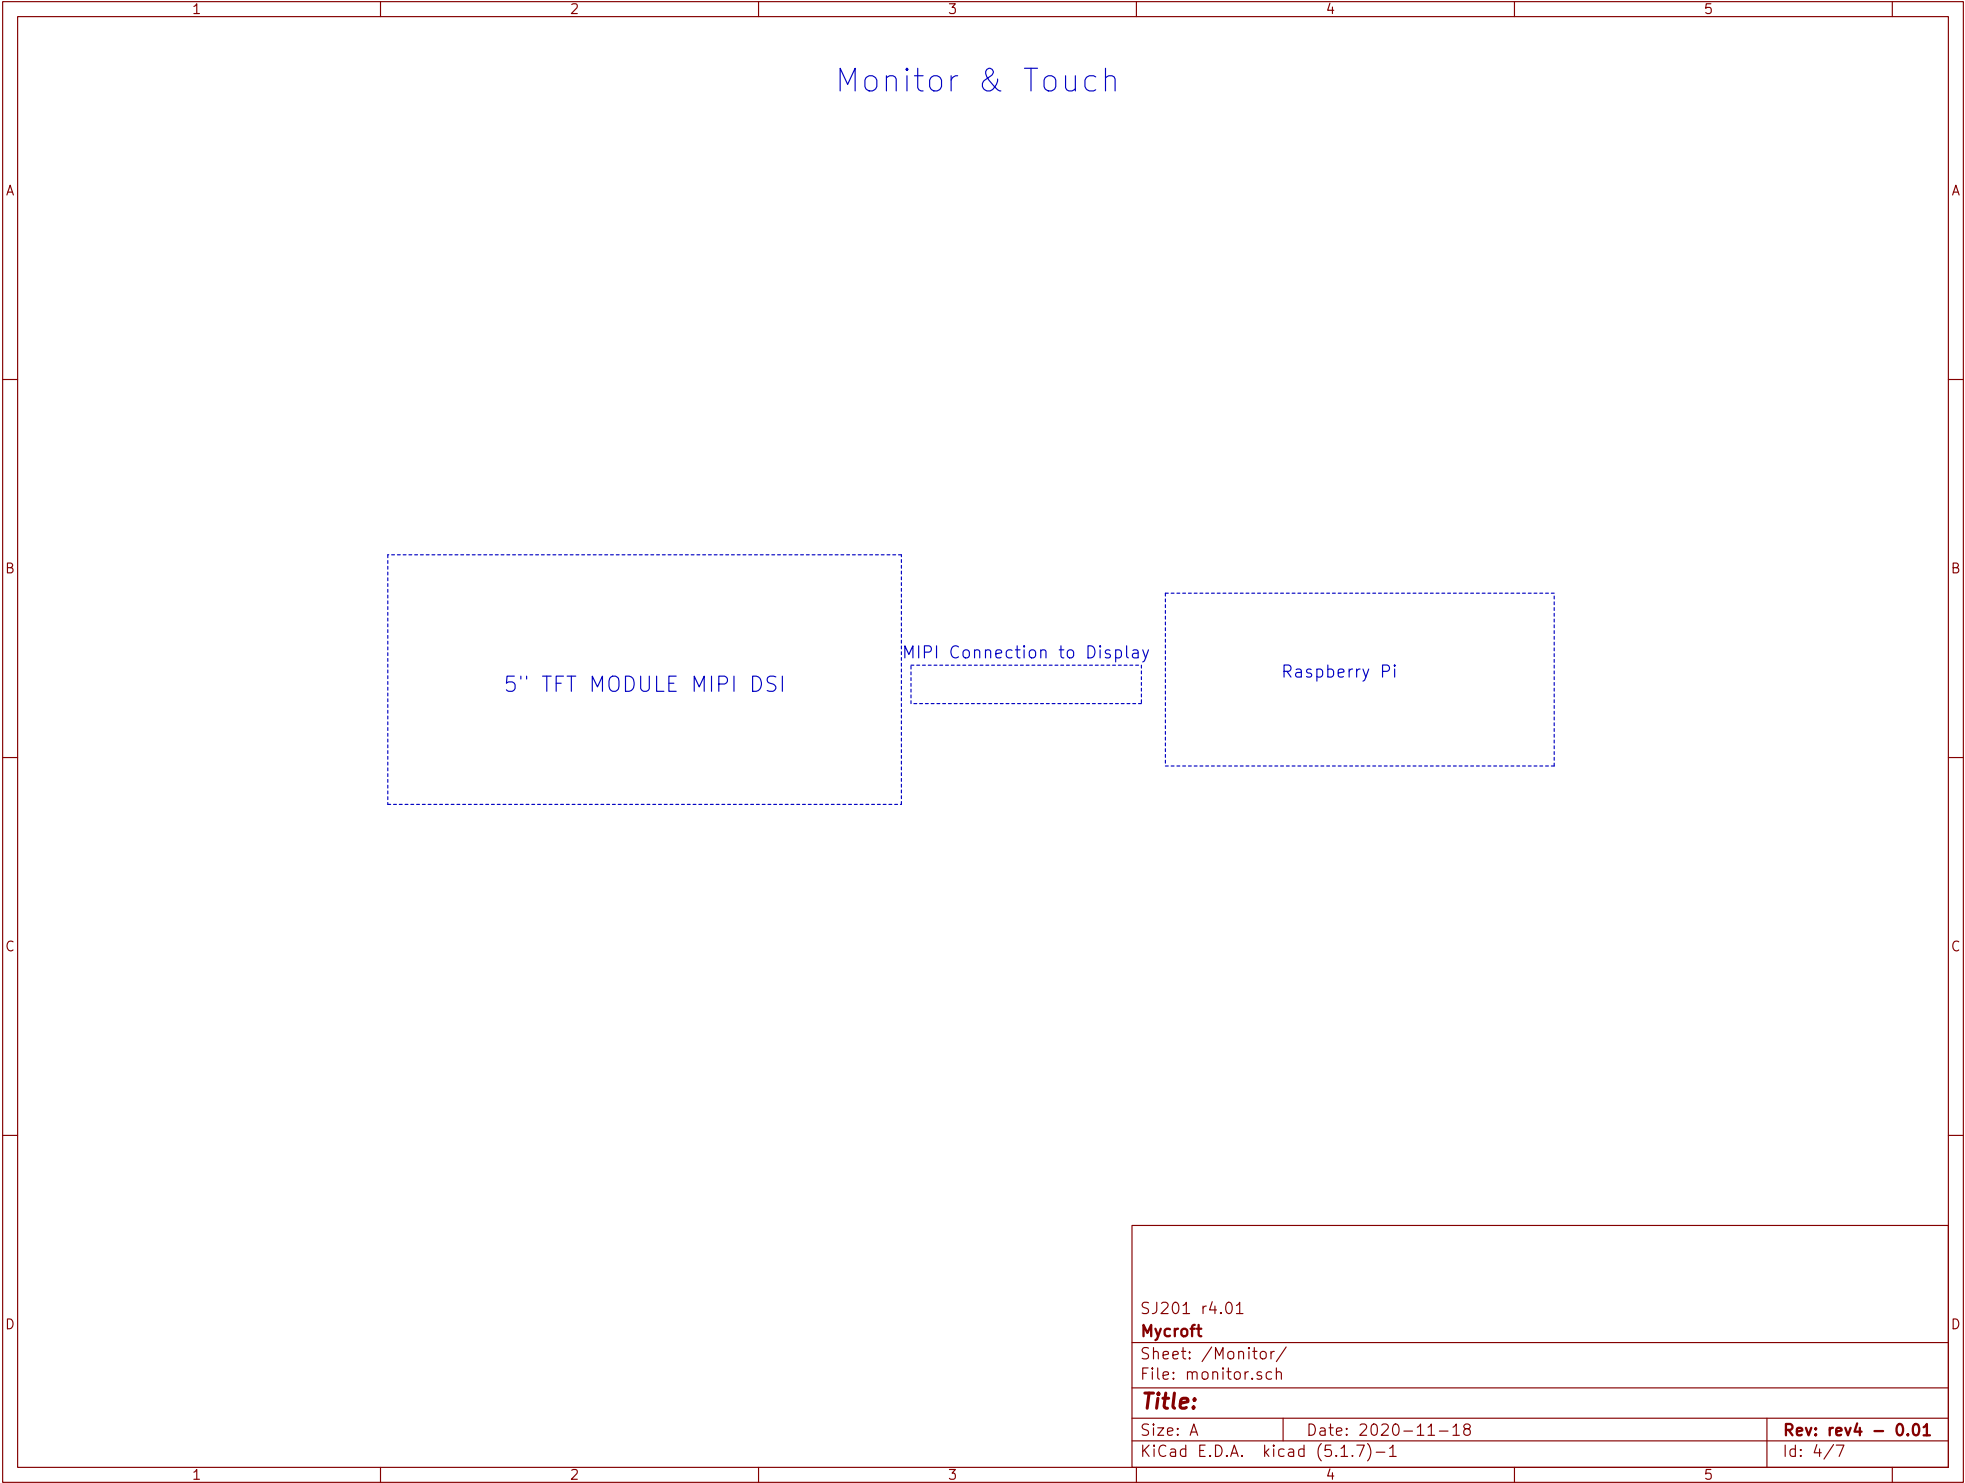 1 2 3 4 5
Monitor & Touch
A A
B B
MIPI Connection to Display
Raspberry Pi
5'' TFT MODULE MIPI DSI
C C
SJ201 r4.01
D D
Mycroft
Sheet: /Monitor/
File: monitor.sch
Title:
Size: A Date: 2020-11-18 Rev: rev4 - 0.01
KiCad E.D.A. kicad (5.1.7)-1 Id: 4/7
1 2 3 4 5